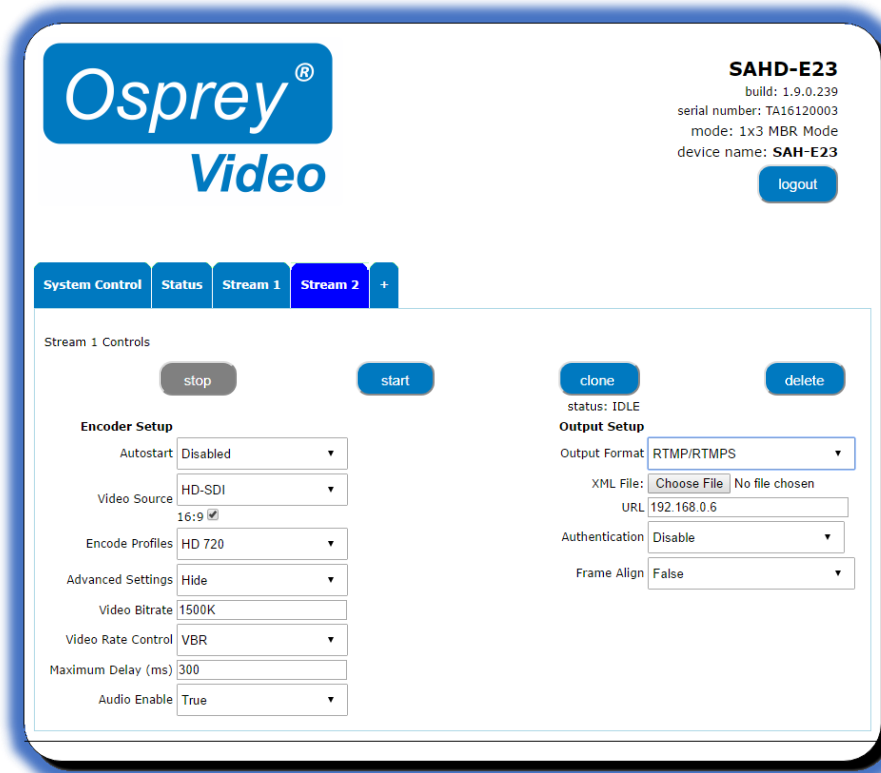 Osprey®
Video
SAHD-E23
build: 1.9.0.239
serial number: TA16120003
mode: 1x3 MBR Mode
device name: SAH-E23
logout
System Control Status Stream 1 Stream 2 +
Stream 1 Controls
stop start clone delete
status: IDLE
Encoder Setup
Autostart Disabled
Video Source HD-SDI
16:9
Encode Profiles HD 720
Advanced Settings Hide
Video Bitrate 1500K
Video Rate Control VBR
Maximum Delay (ms) 300
Audio Enable True
Output Setup
Output Format RTMP/RTMPS
XML File: Choose File No file chosen
URL 192.168.0.6
Authentication Disable
Frame Align False